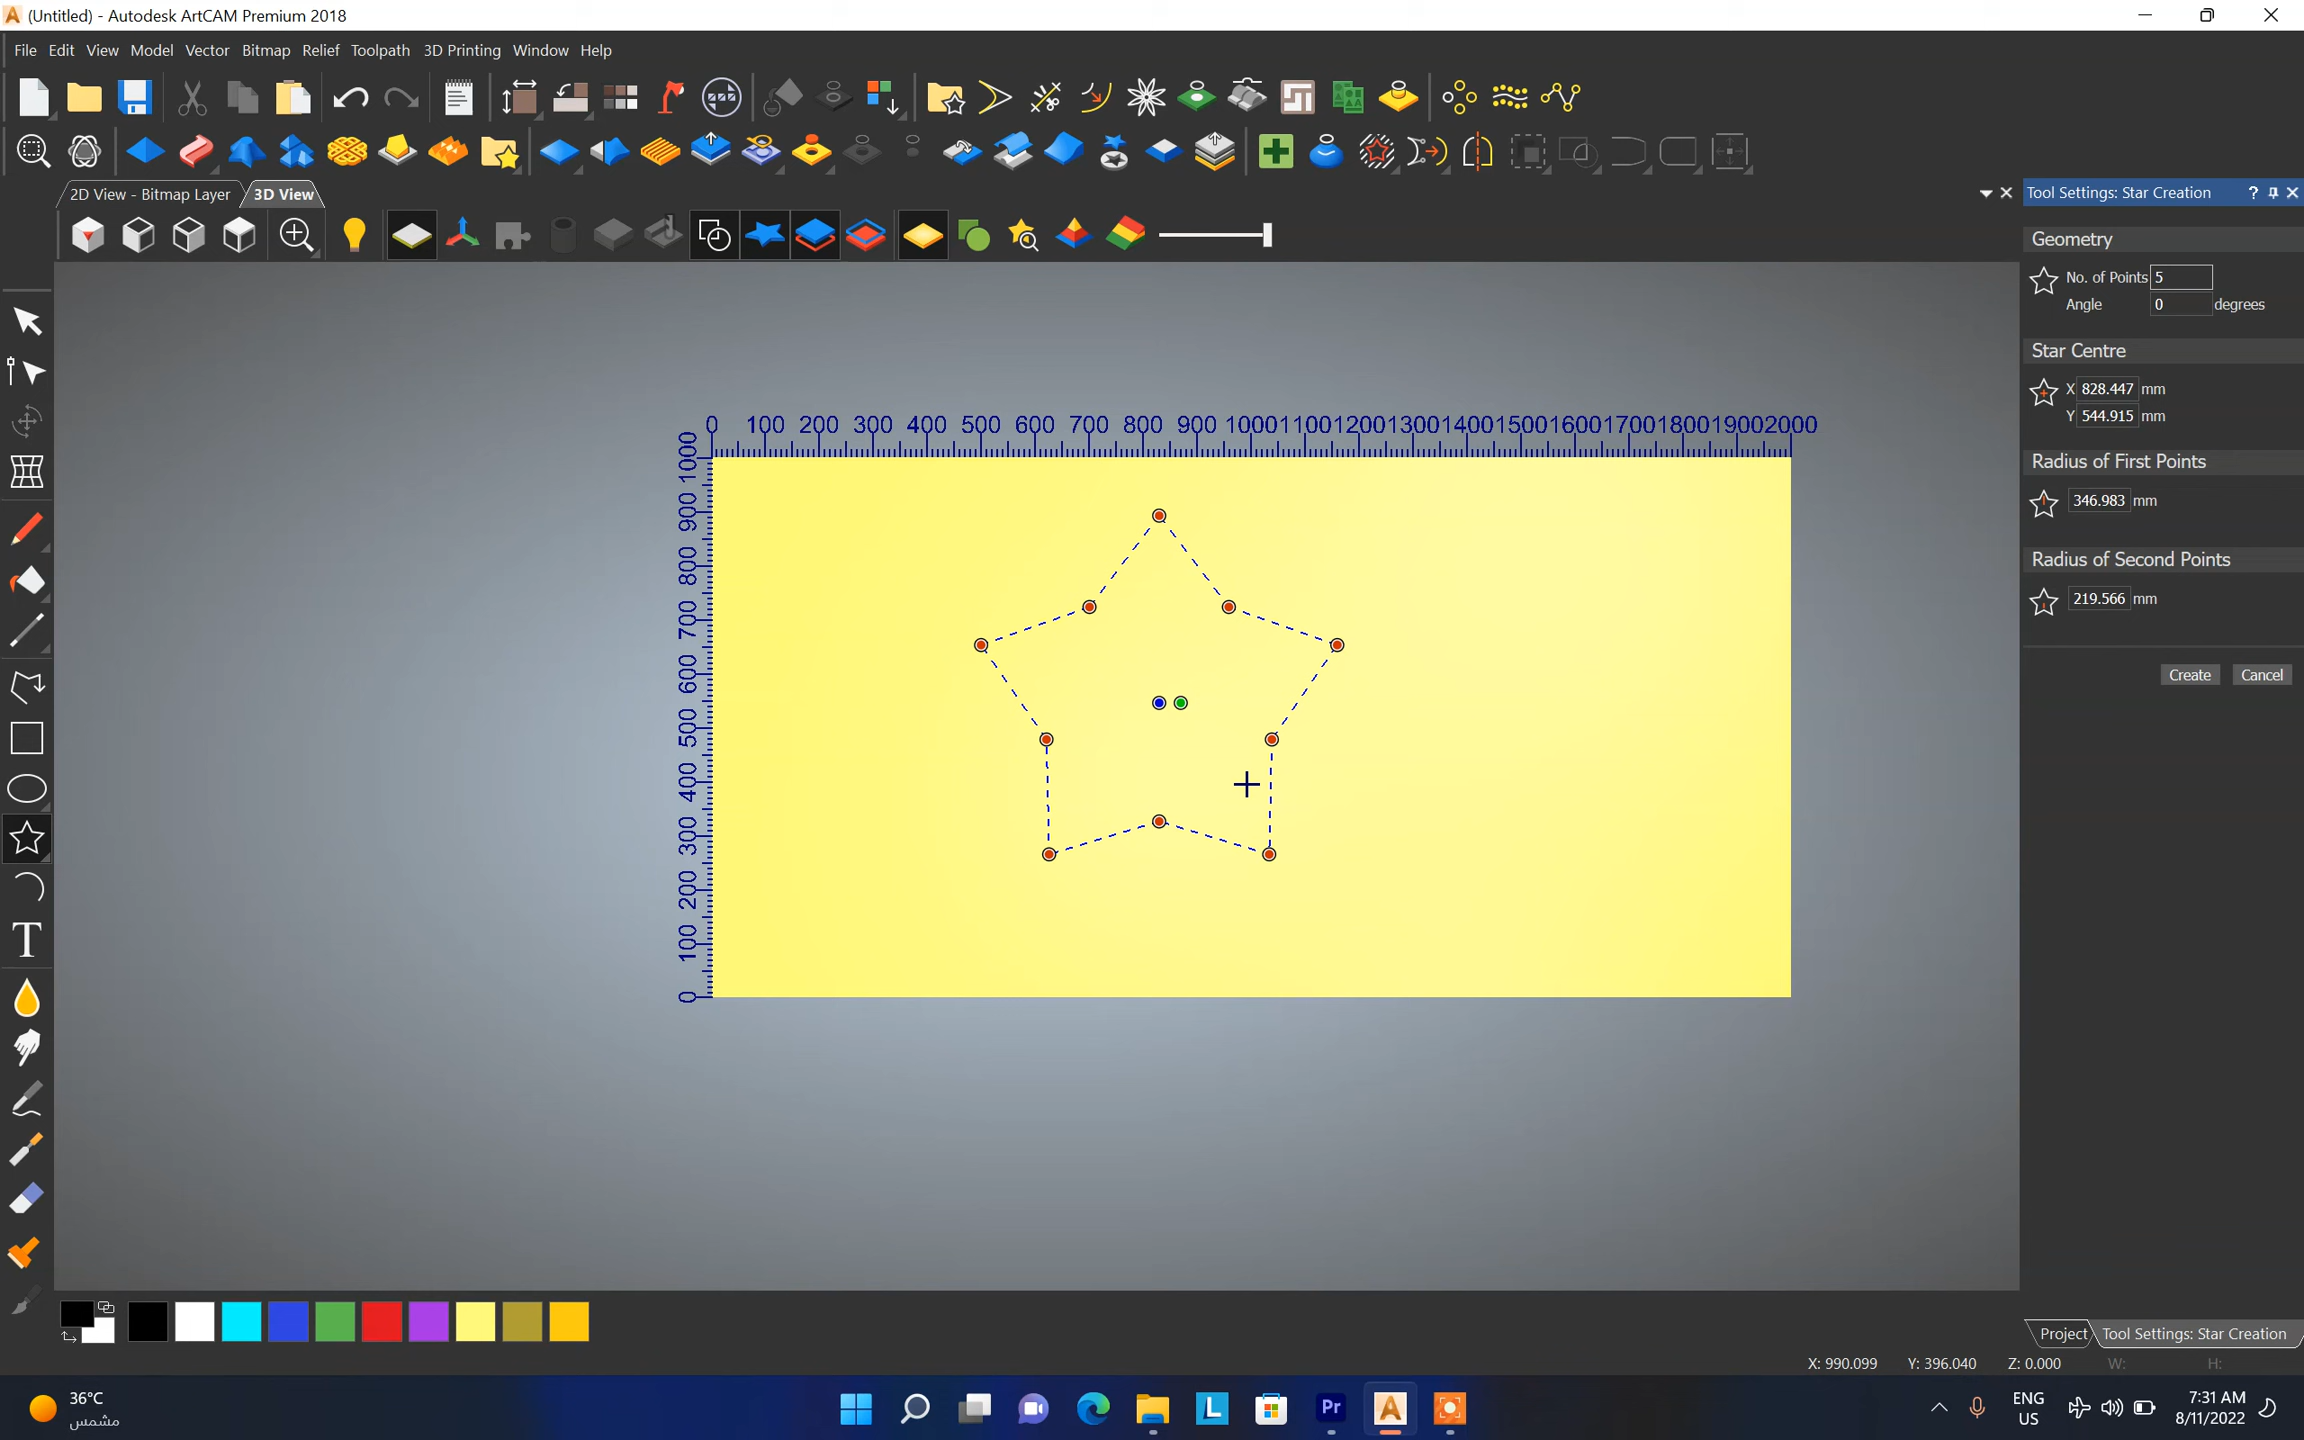 (Untitled) - Autodesk ArtCAM Premium 2018
File Edit View Model Vector Bitmap Relief Toolpath 3D Printing Window Help
2D View - Bitmap Layer 3D View
Tool Settings: Star Creation ?
Geometry
No. of Points 5
Angle 0 degrees
Star Centre
X 828.447 mm
Y 544.915 mm
Radius of First Points
346.983 mm
Radius of Second Points
219.566 mm
Create Cancel
0 100 200 300 400 500 600 700 800 900 1000 1100 1200 1300 1400 1500 1600 1700 1800 1900 2000
1000
900
800
700
600
500
400
300
200
100
0
T
Project Tool Settings: Star Creation
X: 990.099 Y: 396.040 Z: 0.000 W: H:
36°C
مشمس
L
Pr
A
ENG
US
7:31 AM
8/11/2022